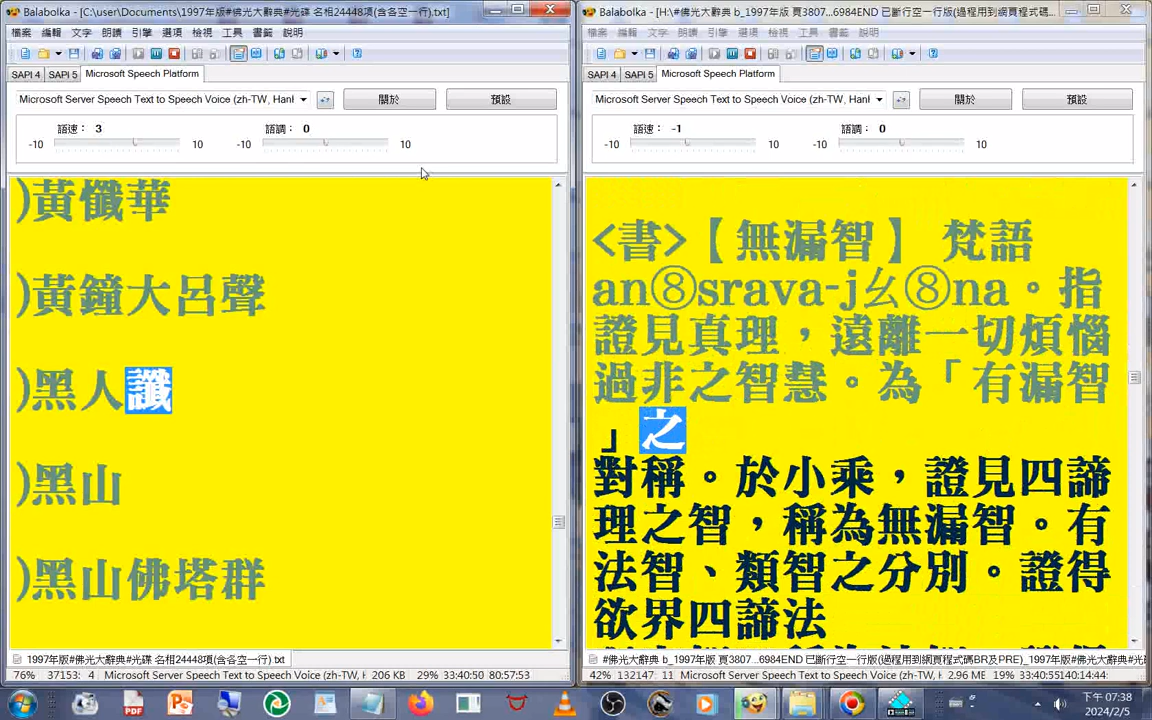 Balabolka - [C:\user\Documents\1997年版#佛光大辭典#光碟 名相24448項(含各空一行).txt]
檔案 編輯 文字 朗讀 引擎 選項 檢視 工具 書籤 說明
SAPI 4 SAPI 5 Microsoft Speech Platform
Microsoft Server Speech Text to Speech Voice (zh-TW, Hanl 關於 預設
語速： 3 語調： 0
-10 10 -10 10
)黃懺華
)黃鐘大呂聲
)黑人讖
)黑山
)黑山佛塔群
1997年版#佛光大辭典#光碟 名相24448項(含各空一行).txt
76% 37138: 4 Microsoft Server Speech Text to Speech Voice (zh-TW, 206 KB 29% 33:40:50 80:57:53
Balabolka - [H:\#佛光大辭典 b_1997年版 頁3807...6984END 已斷行空一行版(過程用到網頁程式碼...
檔案 編輯 文字 朗讀 引擎 選項 檢視 工具 書籤 說明
SAPI 4 SAPI 5 Microsoft Speech Platform
Microsoft Server Speech Text to Speech Voice (zh-TW, Hanl 關於 預設
語速： -1 語調： 0
-10 10 -10 10
<書>【無漏智】 梵語
an⑧srava-j幺⑧na。指
證見真理，遠離一切煩惱
過非之智慧。為「有漏智
」之
對稱。於小乘，證見四諦
理之智，稱為無漏智。有
法智、類智之分別。證得
欲界四諦法
#佛光大辭典 b_1997年版 頁3807...6984END 已斷行空一行版(過程用到網頁程式碼BR及PRE)_1997年版#佛光
42% 132147: 11 Microsoft Server Speech Text to Speech Voice (zh-TW, 2.96 ME 19% 33:40:55 140:14:44
下午 07:38
2024/2/5